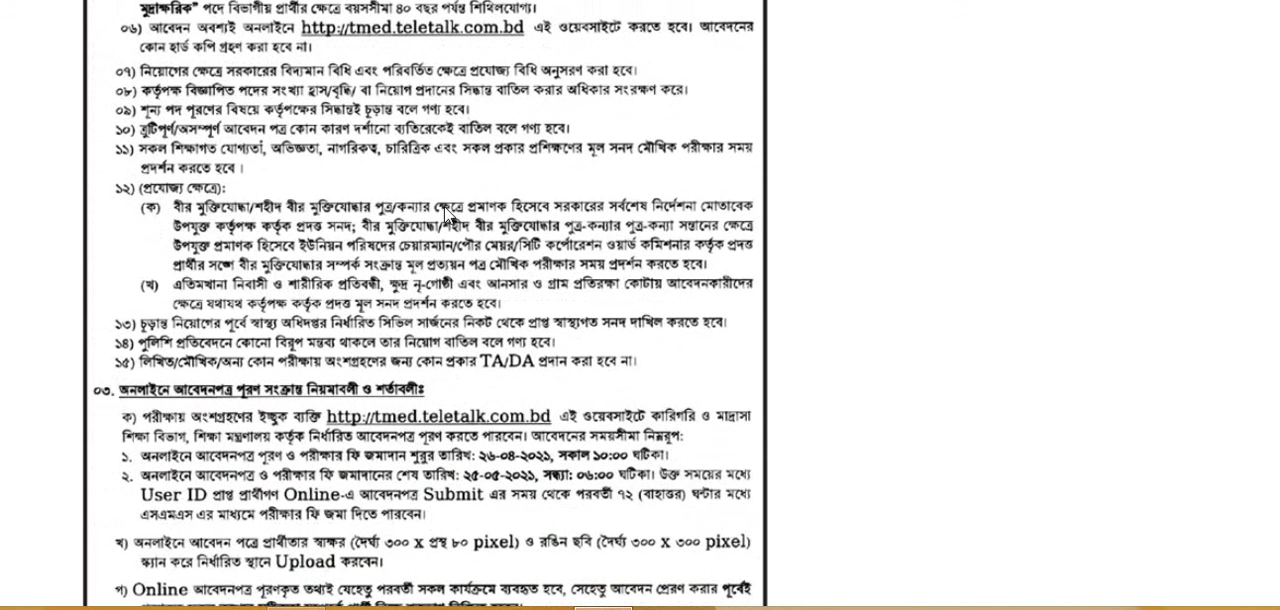 মুদ্রাক্ষরিক" পদে বিভাগীয় প্রার্থীর ক্ষেত্রে বয়সসীমা ৪০ বছর পর্যন্ত শিথিলযোগ্য।
০৬) আবেদন অবশ্যই অনলাইনে http://tmed.teletalk.com.bd এই ওয়েবসাইটে করতে হবে। আবেদনের
কোন হার্ড কপি গ্রহণ করা হবে না।
০৭) নিয়োগের ক্ষেত্রে সরকারের বিদ্যমান বিধি এবং পরিবর্তিত ক্ষেত্রে প্রযোজ্য বিধি অনুসরণ করা হবে।
০৮) কর্তৃপক্ষ বিজ্ঞাপিত পদের সংখ্যা হ্রাস/বৃদ্ধি/ বা নিয়োগ প্রদানের সিদ্ধান্ত বাতিল করার অধিকার সংরক্ষণ করে।
০৯) শূন্য পদ পূরণের বিষয়ে কর্তৃপক্ষের সিদ্ধান্তই চূড়ান্ত বলে গণ্য হবে।
১০) ত্রুটিপূর্ণ/অসম্পূর্ণ আবেদন পত্র কোন কারণ দর্শানো ব্যতিরেকেই বাতিল বলে গণ্য হবে।
১১) সকল শিক্ষাগত যোগ্যতা, অভিজ্ঞতা, নাগরিকত্ব, চারিত্রিক এবং সকল প্রকার প্রশিক্ষণের মূল সনদ মৌখিক পরীক্ষার সময়
প্রদর্শন করতে হবে ।
১২) (প্রযোজ্য ক্ষেত্রে):
(ক) বীর মুক্তিযোদ্ধা/শহীদ বীর মুক্তিযোদ্ধার পুত্র/কন্যার ক্ষেত্রে প্রমাণক হিসেবে সরকারের সর্বশেষ নির্দেশনা মোতাবেক
উপযুক্ত কর্তৃপক্ষ কর্তৃক প্রদত্ত সনদ; বীর মুক্তিযোদ্ধা/শহীদ বীর মুক্তিযোদ্ধার পুত্র-কন্যার পুত্র-কন্যা সন্তানের ক্ষেত্রে
উপযুক্ত প্রমাণক হিসেবে ইউনিয়ন পরিষদের চেয়ারম্যান/পৌর মেয়র/সিটি কর্পোরেশন ওয়ার্ড কমিশনার কর্তৃক প্রদত্ত
প্রার্থীর সঙ্গে বীর মুক্তিযোদ্ধার সম্পর্ক সংক্রান্ত মূল প্রত্যয়ন পত্র মৌখিক পরীক্ষার সময় প্রদর্শন করতে হবে।
(খ) এতিমখানা নিবাসী ও শারীরিক প্রতিবন্ধী, ক্ষুদ্র নৃ-গোষ্ঠী এবং আনসার ও গ্রাম প্রতিরক্ষা কোটায় আবেদনকারীদের
ক্ষেত্রে যথাযথ কর্তৃপক্ষ কর্তৃক প্রদত্ত মূল সনদ প্রদর্শন করতে হবে।
১৩) চূড়ান্ত নিয়োগের পূর্বে স্বাস্থ্য অধিদপ্তর নির্ধারিত সিভিল সার্জনের নিকট থেকে প্রাপ্ত স্বাস্থ্যগত সনদ দাখিল করতে হবে।
১৪) পুলিশি প্রতিবেদনে কোনো বিরূপ মন্তব্য থাকলে তার নিয়োগ বাতিল বলে গণ্য হবে।
১৫) লিখিত/মৌখিক/অন্য কোন পরীক্ষায় অংশগ্রহণের জন্য কোন প্রকার TA/DA প্রদান করা হবে না।
০৩. অনলাইনে আবেদনপত্র পূরণ সংক্রান্ত নিয়মাবলী ও শর্তাবলীঃ
ক) পরীক্ষায় অংশগ্রহণের ইচ্ছুক ব্যক্তি http://tmed.teletalk.com.bd এই ওয়েবসাইটে কারিগরি ও মাদ্রাসা
শিক্ষা বিভাগ, শিক্ষা মন্ত্রণালয় কর্তৃক নির্ধারিত আবেদনপত্র পূরণ করতে পারবেন। আবেদনের সময়সীমা নিম্নরূপ:
১. অনলাইনে আবেদনপত্র পূরণ ও পরীক্ষার ফি জমাদান শুরুর তারিখ: ২৬-০৪-২০২১, সকাল ১০:০০ ঘটিকা।
২. অনলাইনে আবেদনপত্র ও পরীক্ষার ফি জমাদানের শেষ তারিখ: ২৫-০৫-২০২১, সন্ধ্যা: ০৬:০০ ঘটিকা। উক্ত সময়ের মধ্যে
User ID প্রাপ্ত প্রার্থীগণ Online-এ আবেদনপত্র Submit এর সময় থেকে পরবর্তী ৭২ (বাহাত্তর) ঘন্টার মধ্যে
এসএমএস এর মাধ্যমে পরীক্ষার ফি জমা দিতে পারবেন।
খ) অনলাইনে আবেদন পত্রে প্রার্থীতার স্বাক্ষর (দৈর্ঘ্য ৩০০ x প্রস্থ ৮০ pixel) ও রঙিন ছবি (দৈর্ঘ্য ৩০০ x ৩০০ pixel)
স্ক্যান করে নির্ধারিত স্থানে Upload করবেন।
গ) Online আবেদনপত্র পূরণকৃত তথ্যই যেহেতু পরবর্তী সকল কার্যক্রমে ব্যবহৃত হবে, সেহেতু আবেদন প্রেরণ করার পূর্বেই